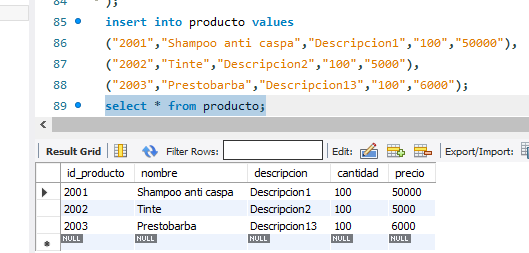 84 );
85 insert into producto values
86 ("2001","Shampoo anti caspa","Descripcion1","100","50000"),
87 ("2002","Tinte","Descripcion2","100","5000"),
88 ("2003","Prestobarba","Descripcion13","100","6000");
89 select * from producto;
Result Grid Filter Rows: Edit: Export/Import:
id_producto nombre descripcion cantidad precio
2001 Shampoo anti caspa Descripcion1 100 50000
2002 Tinte Descripcion2 100 5000
2003 Prestobarba Descripcion13 100 6000
NULL NULL NULL NULL NULL